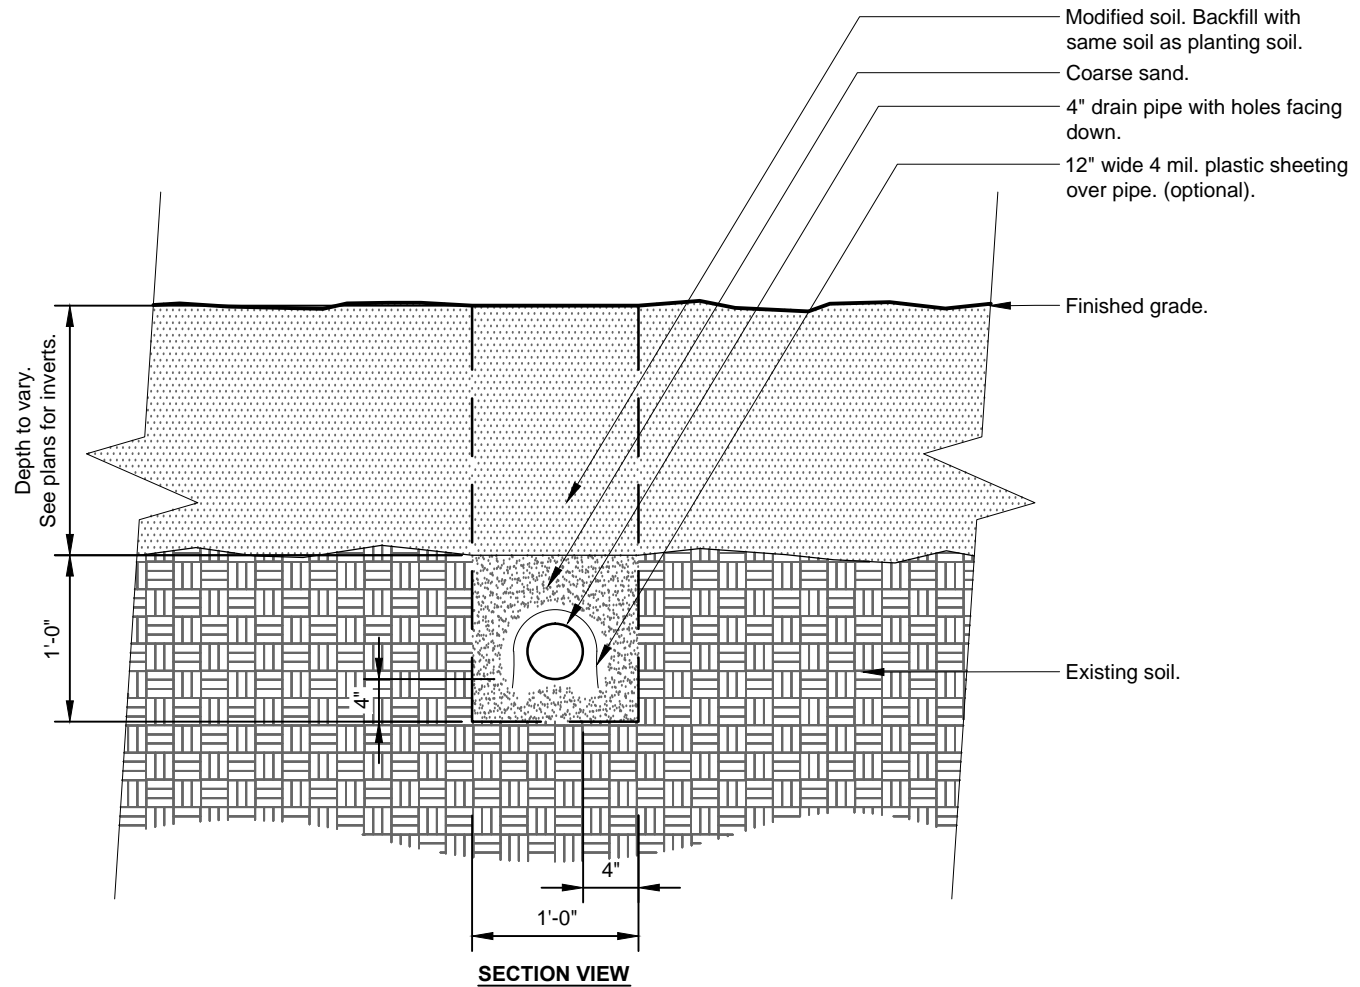 Modified soil. Backfill with
same soil as planting soil.
Coarse sand.
4" drain pipe with holes facing
down.
12" wide 4 mil. plastic sheeting
over pipe. (optional).
Finished grade.
Depth to vary.
See plans for inverts.
1'-0"
4"
Existing soil.
4"
1'-0"
SECTION VIEW